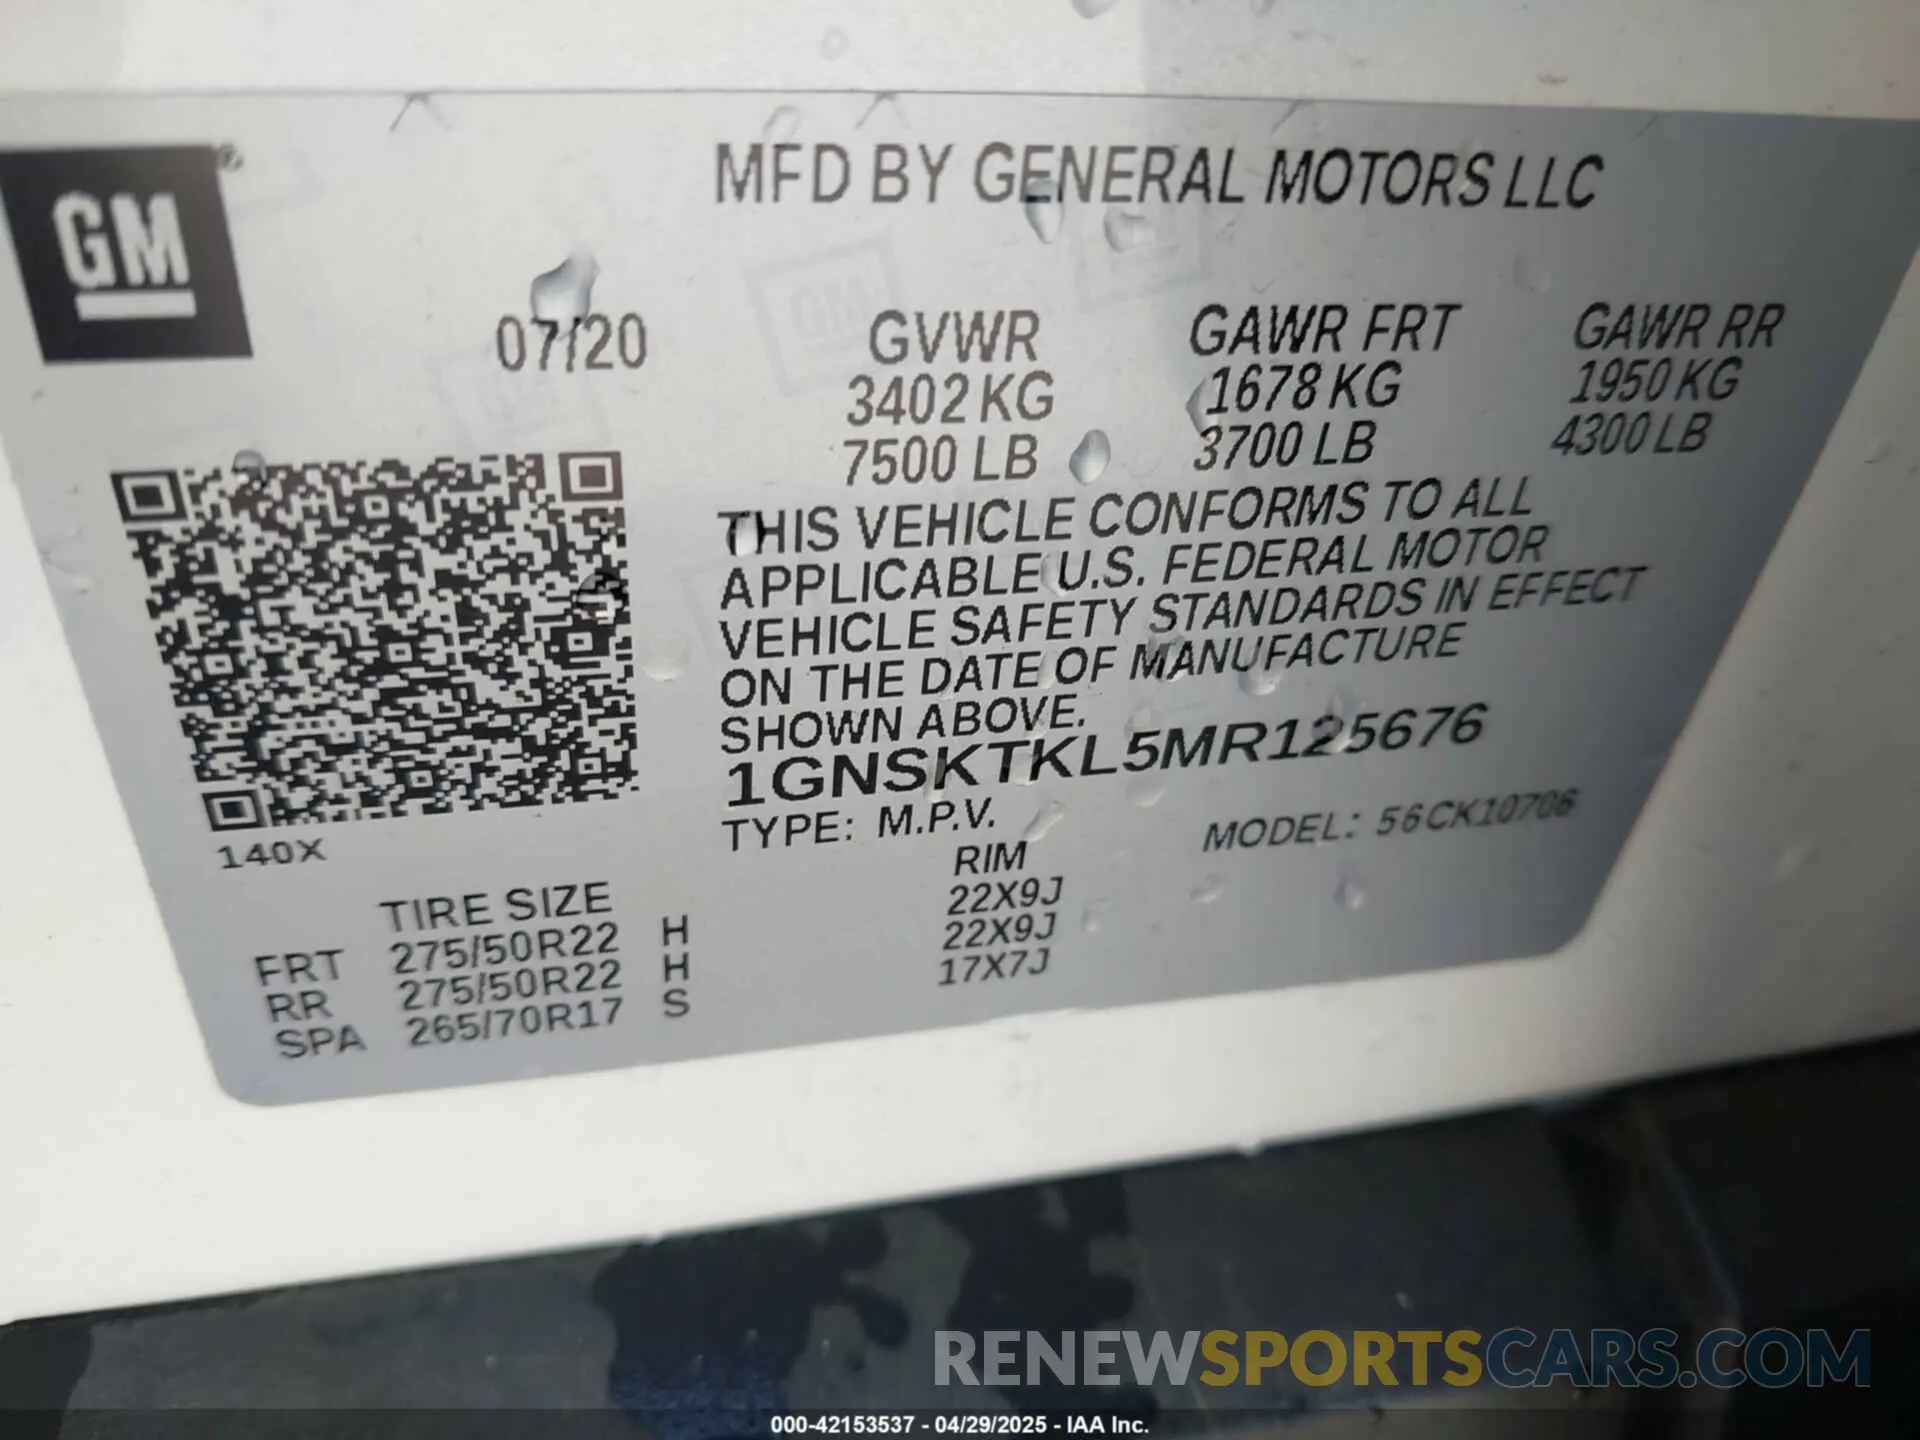 GM®
MFD BY GENERAL MOTORS LLC
07/20
GVWR GAWR FRT GAWR RR
3402 KG 1678 KG 1950 KG
7500 LB 3700 LB 4300 LB
THIS VEHICLE CONFORMS TO ALL
APPLICABLE U.S. FEDERAL MOTOR
VEHICLE SAFETY STANDARDS IN EFFECT
ON THE DATE OF MANUFACTURE
SHOWN ABOVE.
1GNSKTKL5MR125676
TYPE: M.P.V. MODEL: 56CK10706
140X
TIRE SIZE RIM
FRT 275/50R22 H 22X9J
RR 275/50R22 H 22X9J
SPA 265/70R17 S 17X7J
RENEWSPORTSCARS.COM
000-42153537 - 04/29/2025 - IAA Inc.